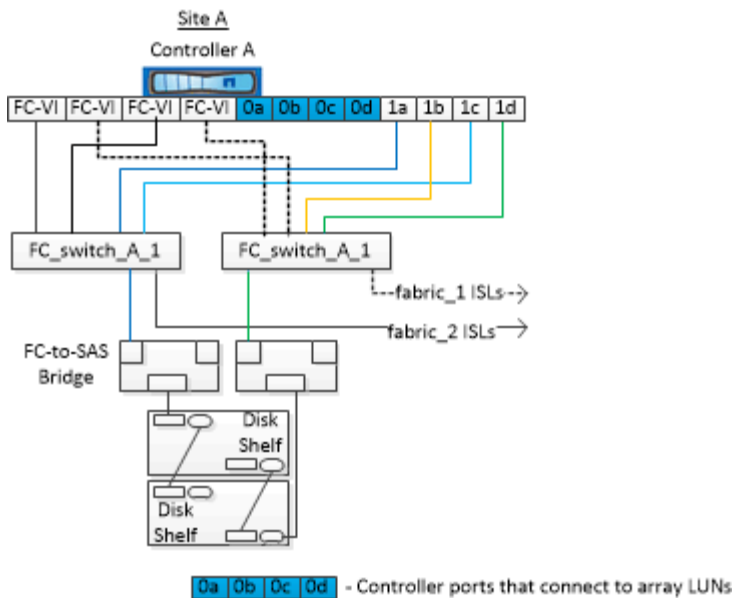 Site A
Controller A
FC-VI FC-VI FC-VI FC-VI 0a 0b 0c 0d 1a 1b 1c 1d
FC_switch_A_1 FC_switch_A_1
fabric_1 ISLs
fabric_2 ISLs
FC-to-SAS
Bridge
Disk
Shelf
Disk
Shelf
0a 0b 0c 0d - Controller ports that connect to array LUNs